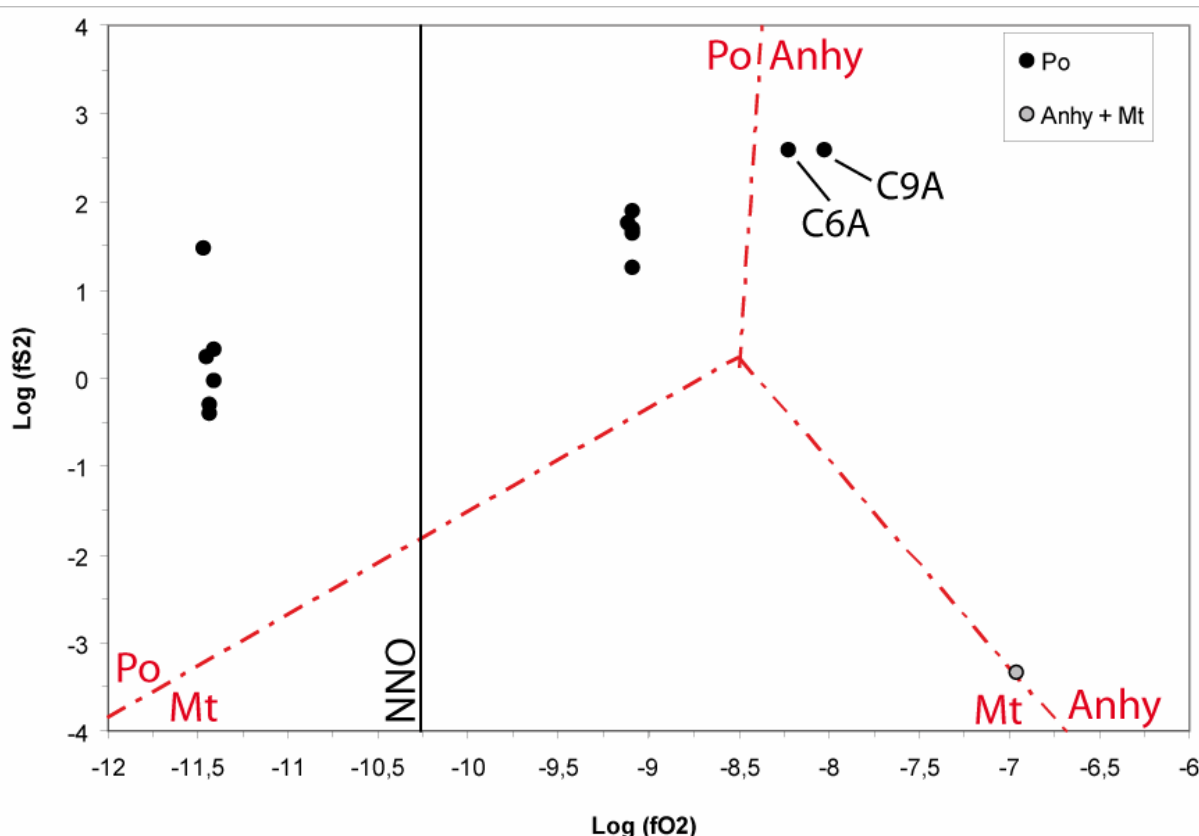 4
3
2
1
0
-1
-2
-3
-4
Log (fS2)
Po Anhy
Po
Anhy + Mt
C9A
C6A
Po
Mt
NNO
Mt Anhy
-12 -11,5 -11 -10,5 -10 -9,5 -9 -8,5 -8 -7,5 -7 -6,5 -6
Log (fO2)